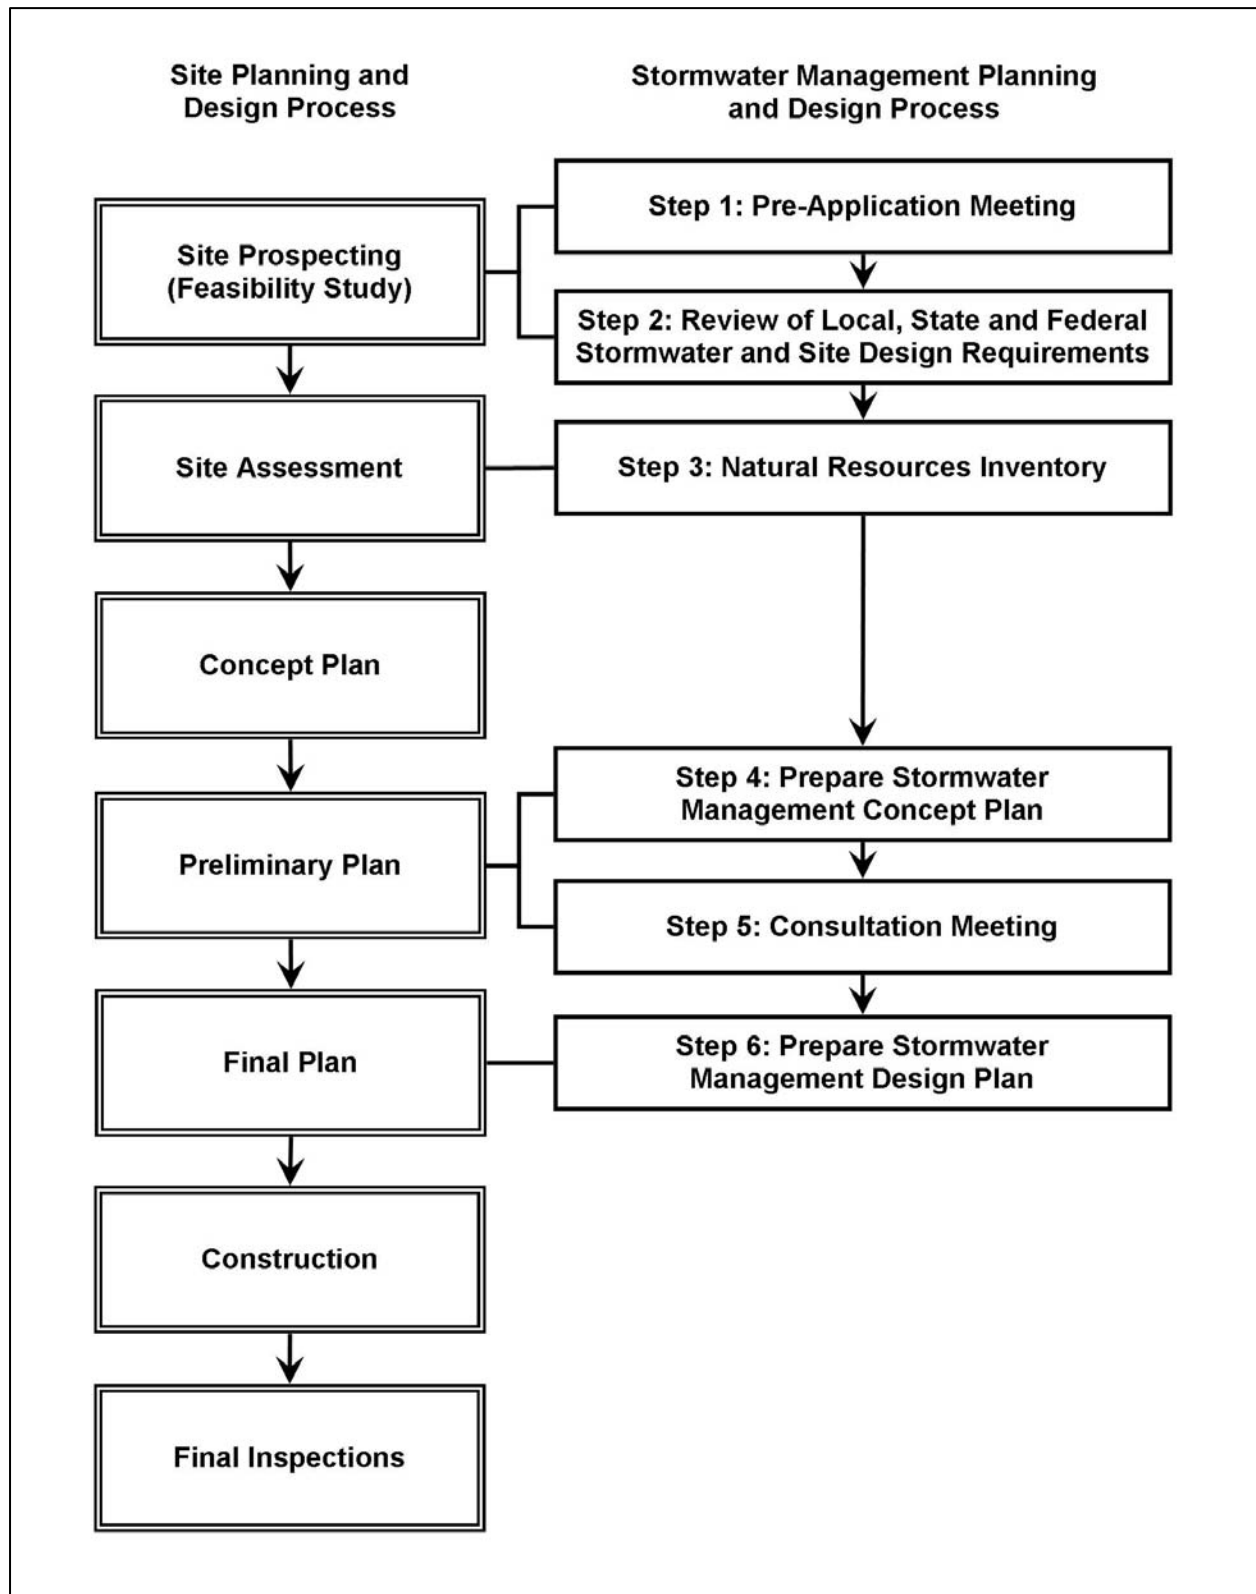 Site Planning and
Design Process
Stormwater Management Planning
and Design Process
Site Prospecting
(Feasibility Study)
Step 1: Pre-Application Meeting
Step 2: Review of Local, State and Federal
Stormwater and Site Design Requirements
Site Assessment
Step 3: Natural Resources Inventory
Concept Plan
Preliminary Plan
Step 4: Prepare Stormwater
Management Concept Plan
Step 5: Consultation Meeting
Final Plan
Step 6: Prepare Stormwater
Management Design Plan
Construction
Final Inspections